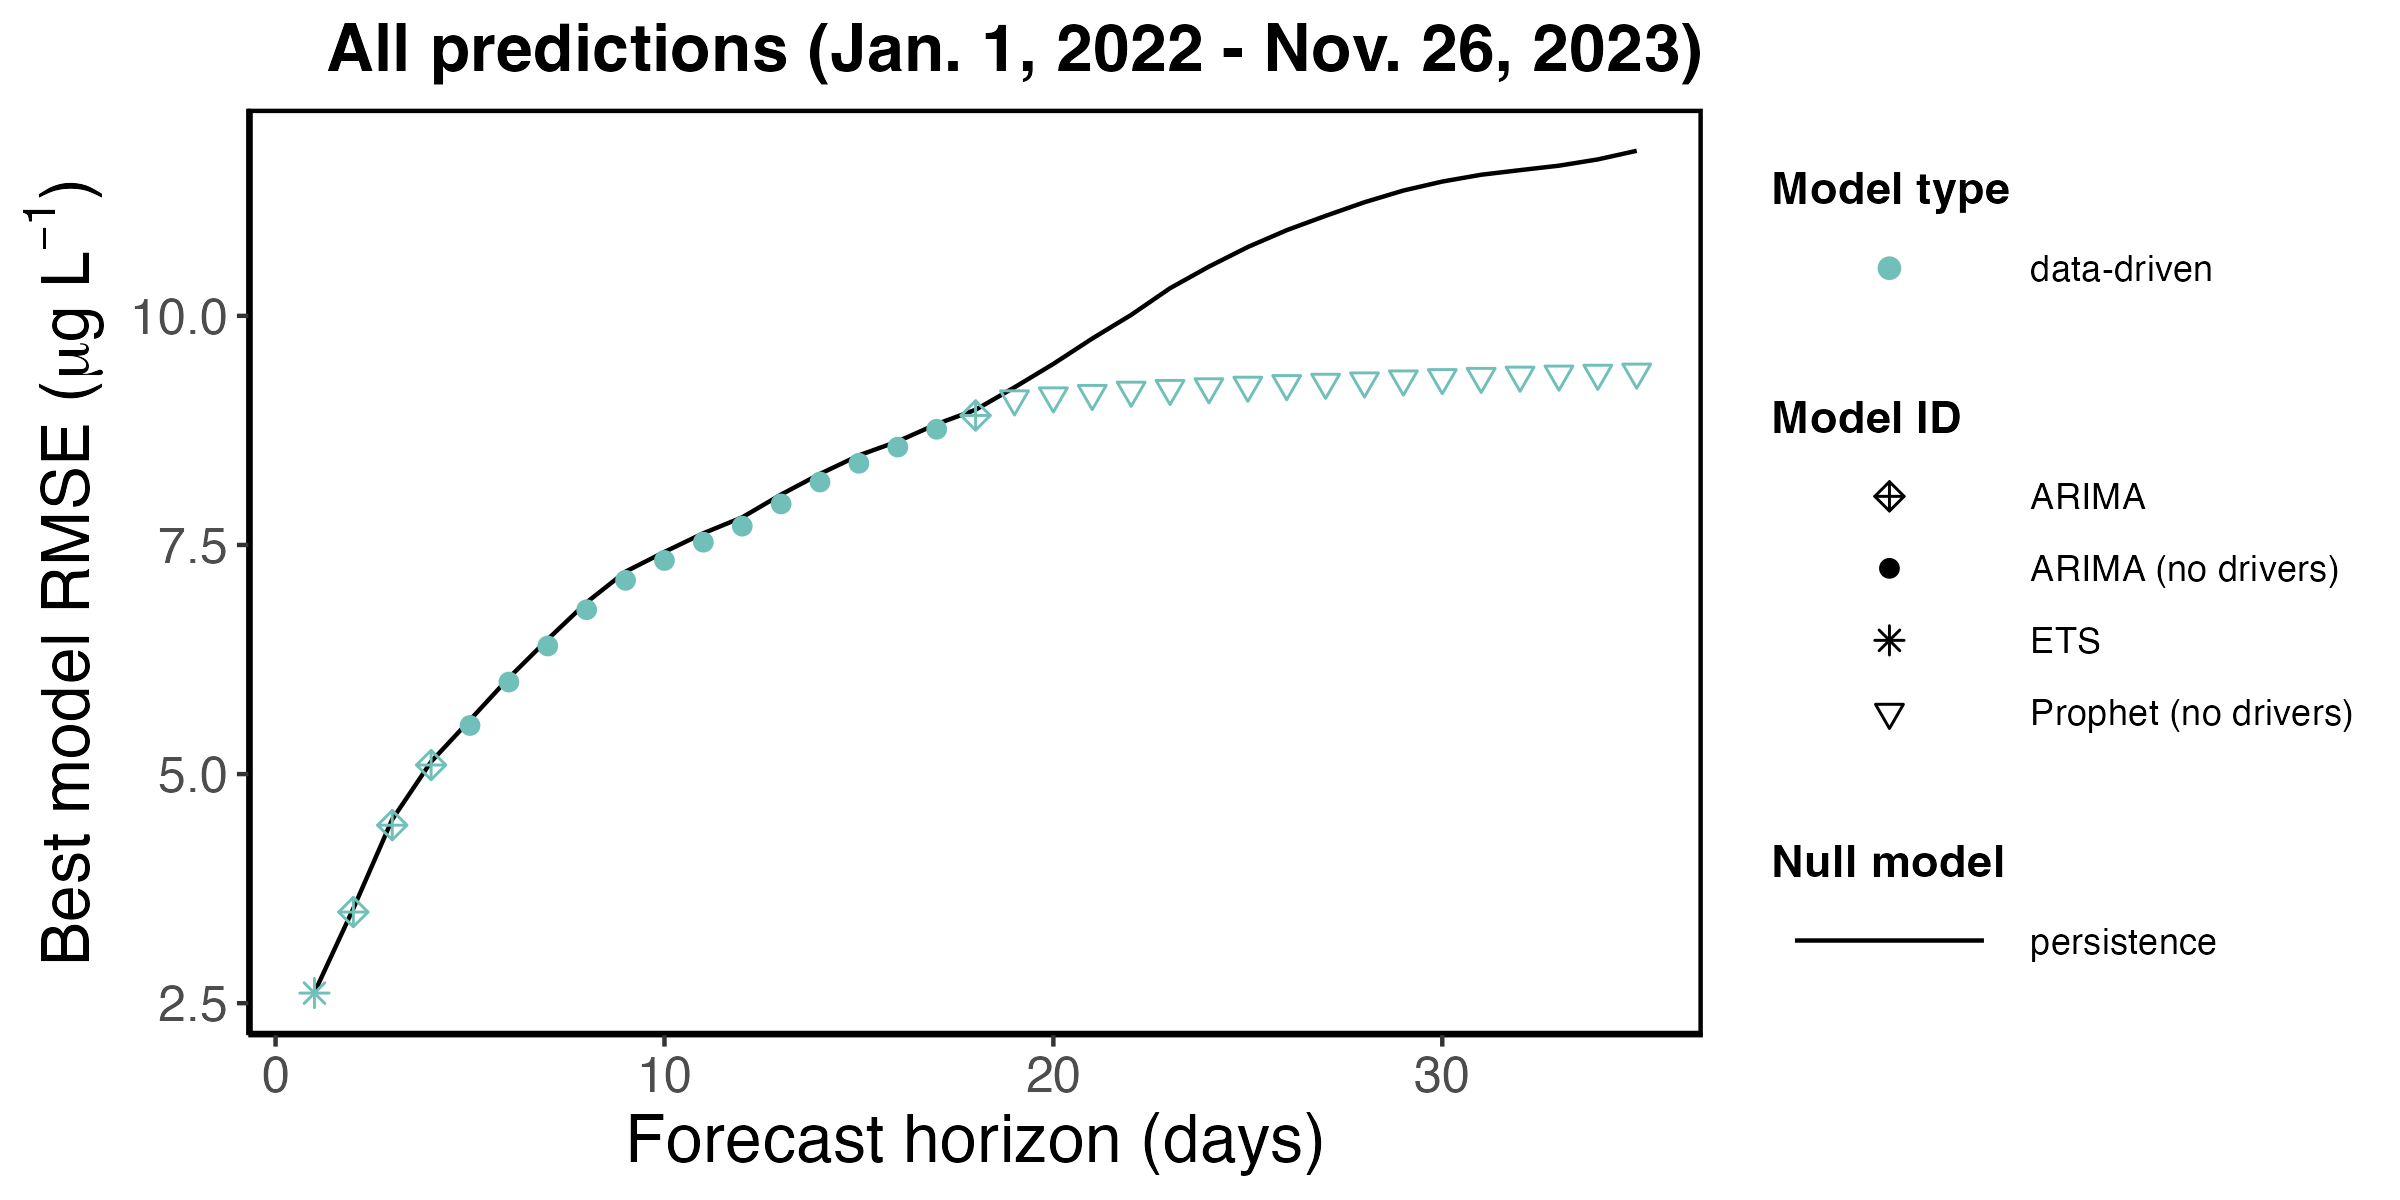 All predictions (Jan. 1, 2022 - Nov. 26, 2023)
Best model RMSE (μg L⁻¹)
10.0
7.5
5.0
2.5
0 10 20 30
Forecast horizon (days)
Model type
data-driven
Model ID
ARIMA
ARIMA (no drivers)
ETS
Prophet (no drivers)
Null model
persistence